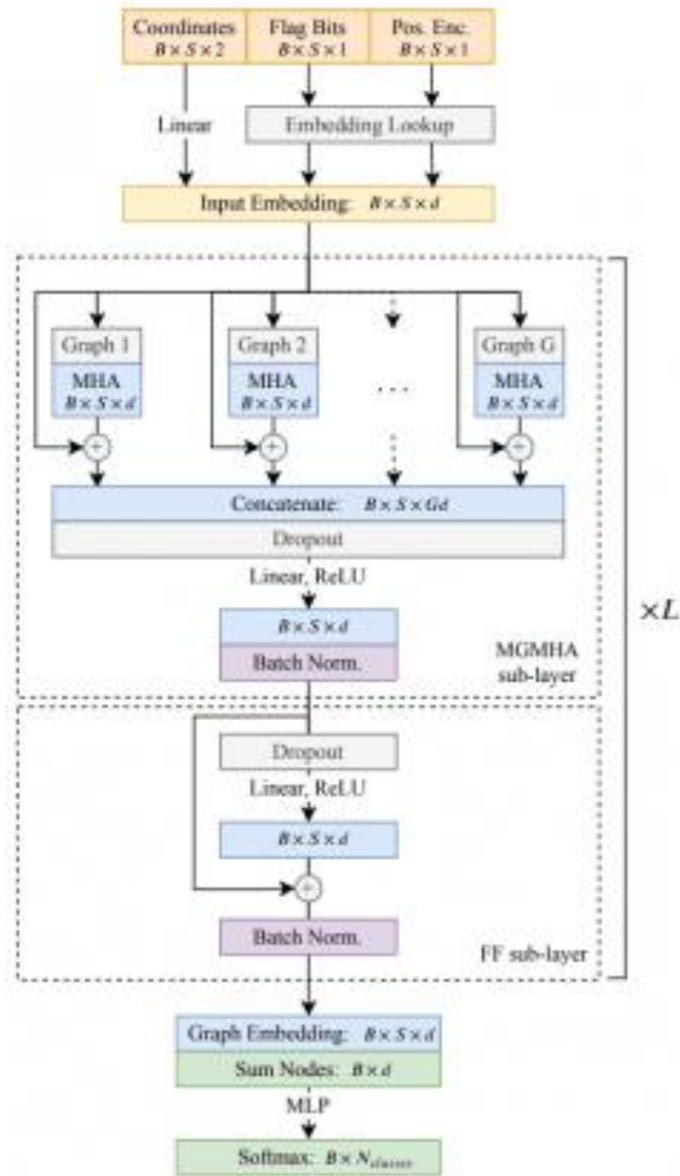 Coordinates Flag Bits Pos. Enc.
B × S × 2 B × S × 1 B × S × 1
Linear Embedding Lookup
Input Embedding: B × S × d
Graph 1 Graph 2 Graph G
MHA MHA ... MHA
B × S × d B × S × d B × S × d
+ + +
Concatenate: B × S × Gd
Dropout
Linear, ReLU
B × S × d
Batch Norm.
MGMHA
sub-layer
×L
Dropout
Linear, ReLU
B × S × d
+
Batch Norm.
FF sub-layer
Graph Embedding: B × S × d
Sum Nodes: B × d
MLP
Softmax: B × N_classes